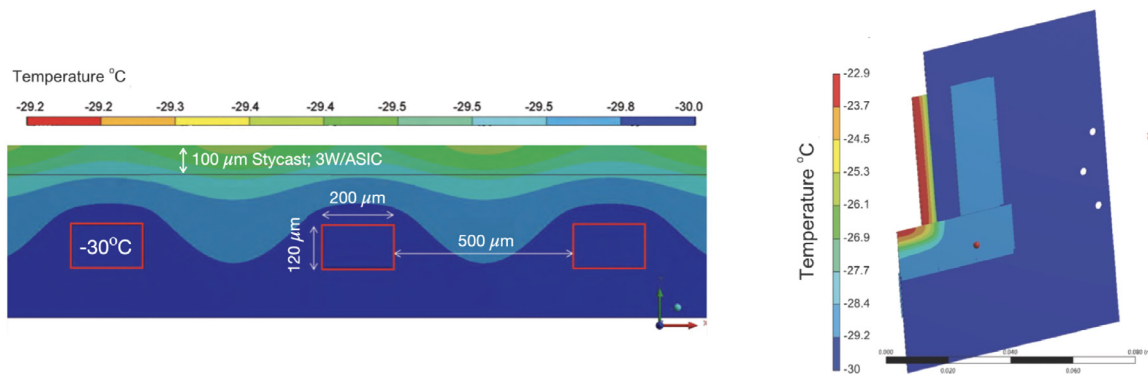 Temperature °C
-29.2 -29.2 -29.3 -29.4 -29.4 -29.5 -29.5 -29.5 -29.8 -30.0
100 μm Stycast; 3W/ASIC
200 μm
120 μm
500 μm
-30°C
Temperature °C
-22.9
-23.7
-24.5
-25.3
-26.1
-26.9
-27.7
-28.4
-29.2
-30
0.000 0.040
0.020 0.060